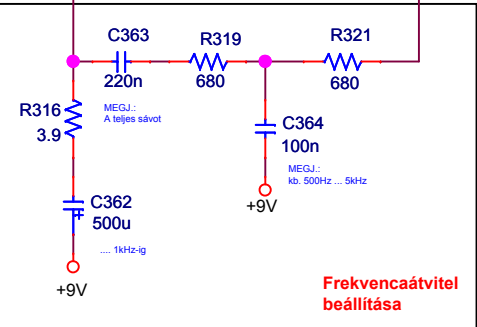 C363
R319
R321
220n
680
680
R316
3.9
MEGJ.:
A teljes sávot
C364
100n
MEGJ.:
kb. 500Hz ... 5kHz
C362
500u
+9V
.... 1kHz-ig
+9V
Frekvencaátvitel
beállítása